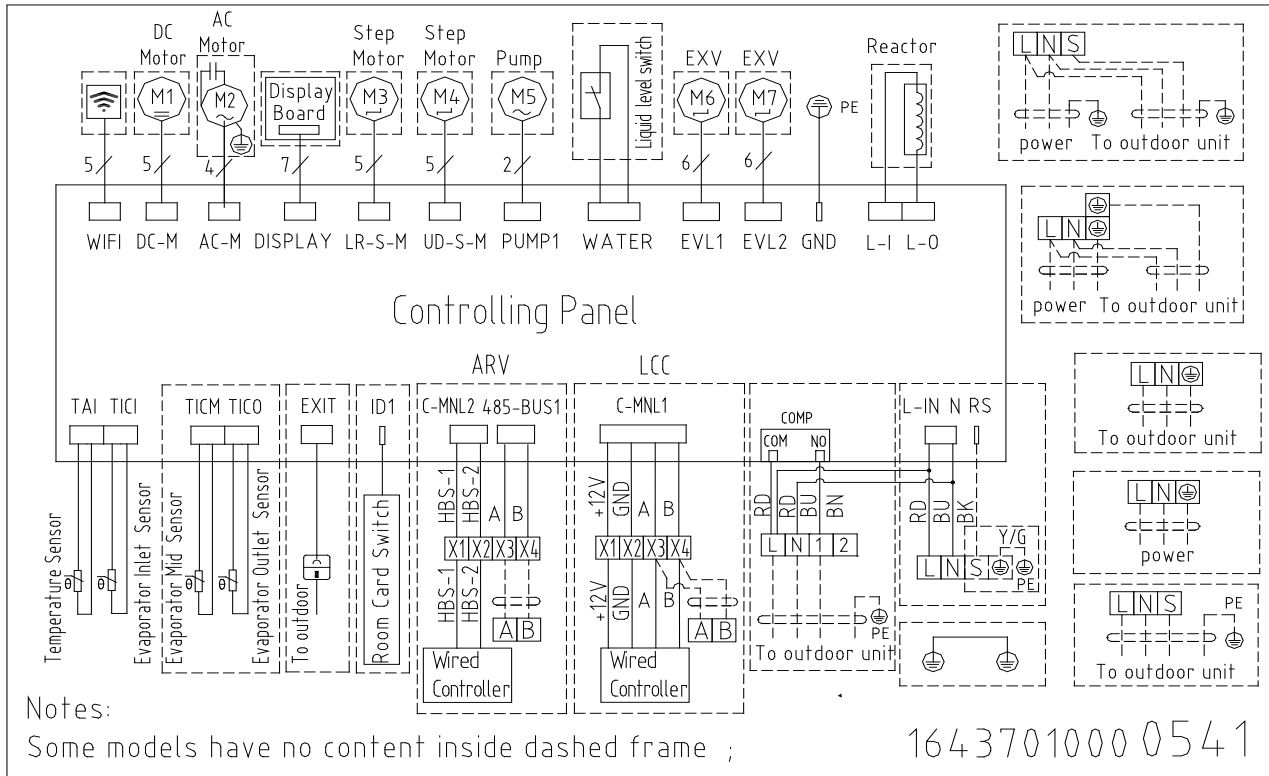 DC
Motor
AC
Motor
Step
Motor
Step
Motor
Pump
Liquid level switch
EXV
EXV
PE
Reactor
M1
M2
Display
Board
M3
M4
M5
M6
M7
5
5
4
7
5
5
2
6
6
WIFI
DC-M
AC-M
DISPLAY
LR-S-M
UD-S-M
PUMP1
WATER
EVL1
EVL2
GND
L-I
L-O
Controlling Panel
ARV
LCC
TAI
TICI
TICM
TICO
EXIT
ID1
C-MNL2
485-BUS1
C-MNL1
COMP
COM
NO
L-IN
N
RS
Temperature Sensor
Evaporator Inlet Sensor
Evaporator Mid Sensor
Evaporator Outlet Sensor
θ
θ
θ
θ
To outdoor
Room Card Switch
HBS-1
HBS-2
A
B
X1
X2
X3
X4
HBS-1
HBS-2
A
B
Wired
Controller
+12V
GND
A
B
X1
X2
X3
X4
+12V
GND
A
B
A
B
Wired
Controller
RD
RD
BU
BN
L
N
1
2
PE
To outdoor unit
RD
BU
BK
Y/G
L
N
S
PE
L
N
S
power
To outdoor unit
L
N
power
To outdoor unit
L
N
To outdoor unit
L
N
power
L
N
S
PE
To outdoor unit
Notes:
Some models have no content inside dashed frame ;
1643701000 0541